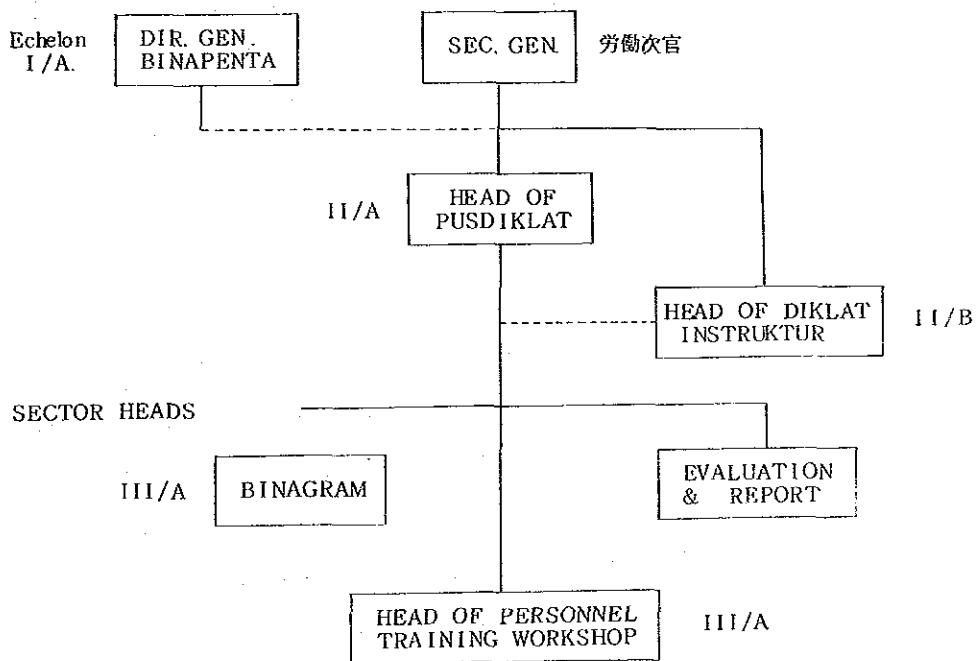 Echelon
I/A.
DIR. GEN.
BINAPENTA
SEC. GEN.
労働次官
II/A
HEAD OF
PUSDIKLAT
HEAD OF DIKLAT
INSTRUKTUR
II/B
SECTOR HEADS
III/A
BINAGRAM
EVALUATION
& REPORT
HEAD OF PERSONNEL
TRAINING WORKSHOP
III/A